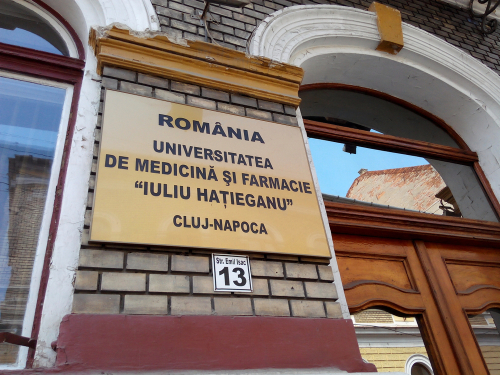 ROMÂNIA
UNIVERSITATEA
DE MEDICINĂ ŞI FARMACIE
“IULIU HAŢIEGANU”
CLUJ-NAPOCA
Str. Emil Isac
13